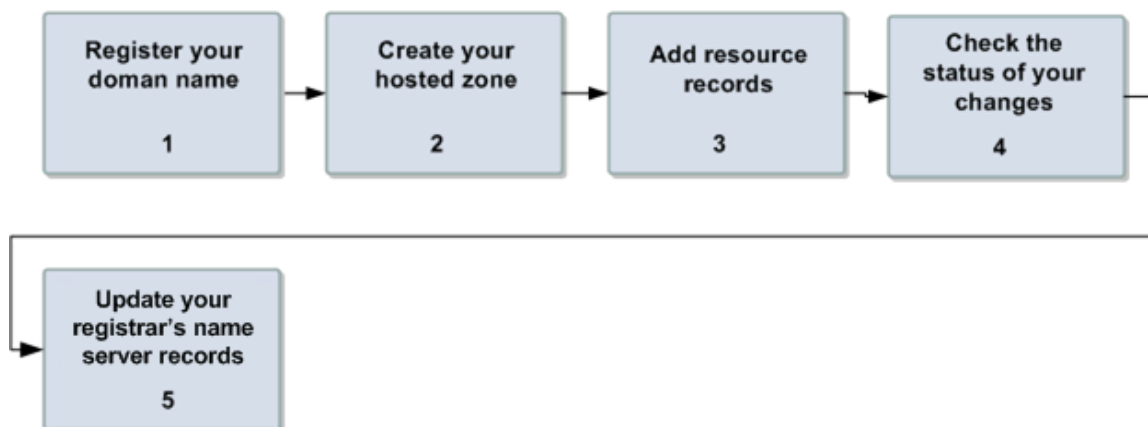 Register your
doman name
1
Create your
hosted zone
2
Add resource
records
3
Check the
status of your
changes
4
Update your
registrar's name
server records
5